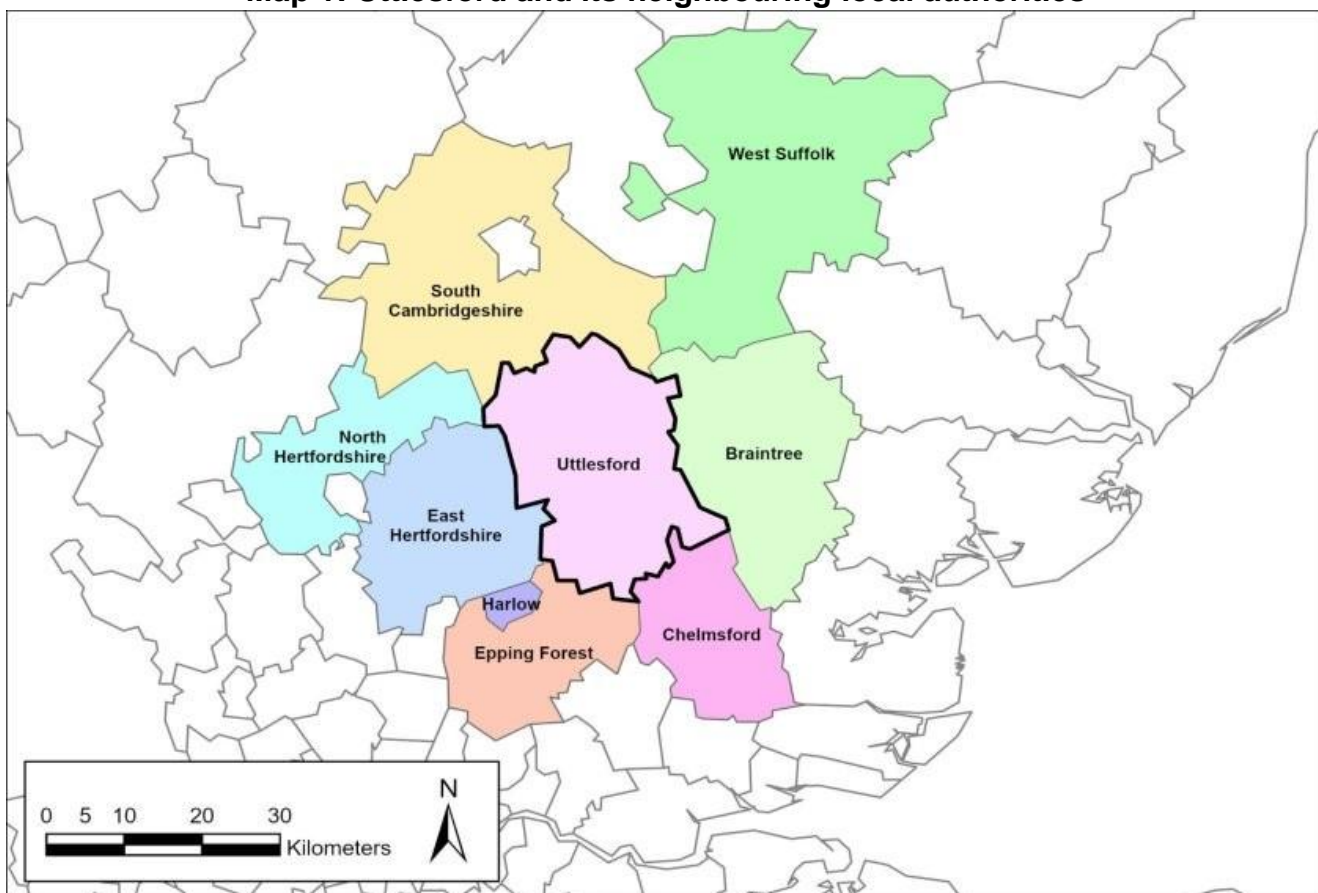 Map 1: Uttlesford and its neighbouring local authorities
West Suffolk
South
Cambridgeshire
North
Hertfordshire
Uttlesford
Braintree
East
Hertfordshire
Harlow
Epping Forest
Chelmsford
N
0 5 10 20 30
Kilometers